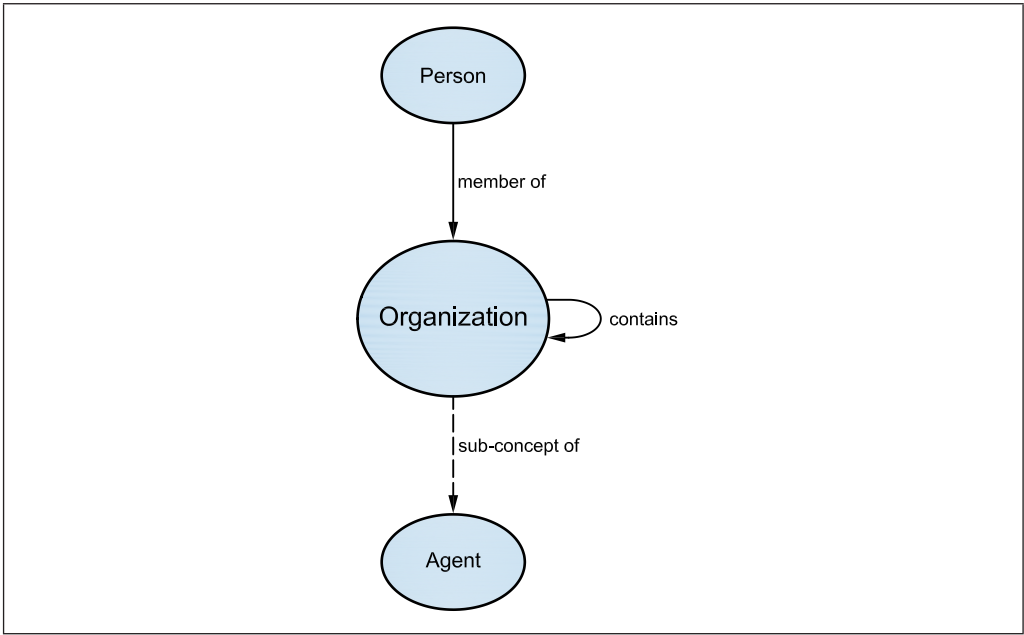 Person
member of
Organization
contains
sub-concept of
Agent